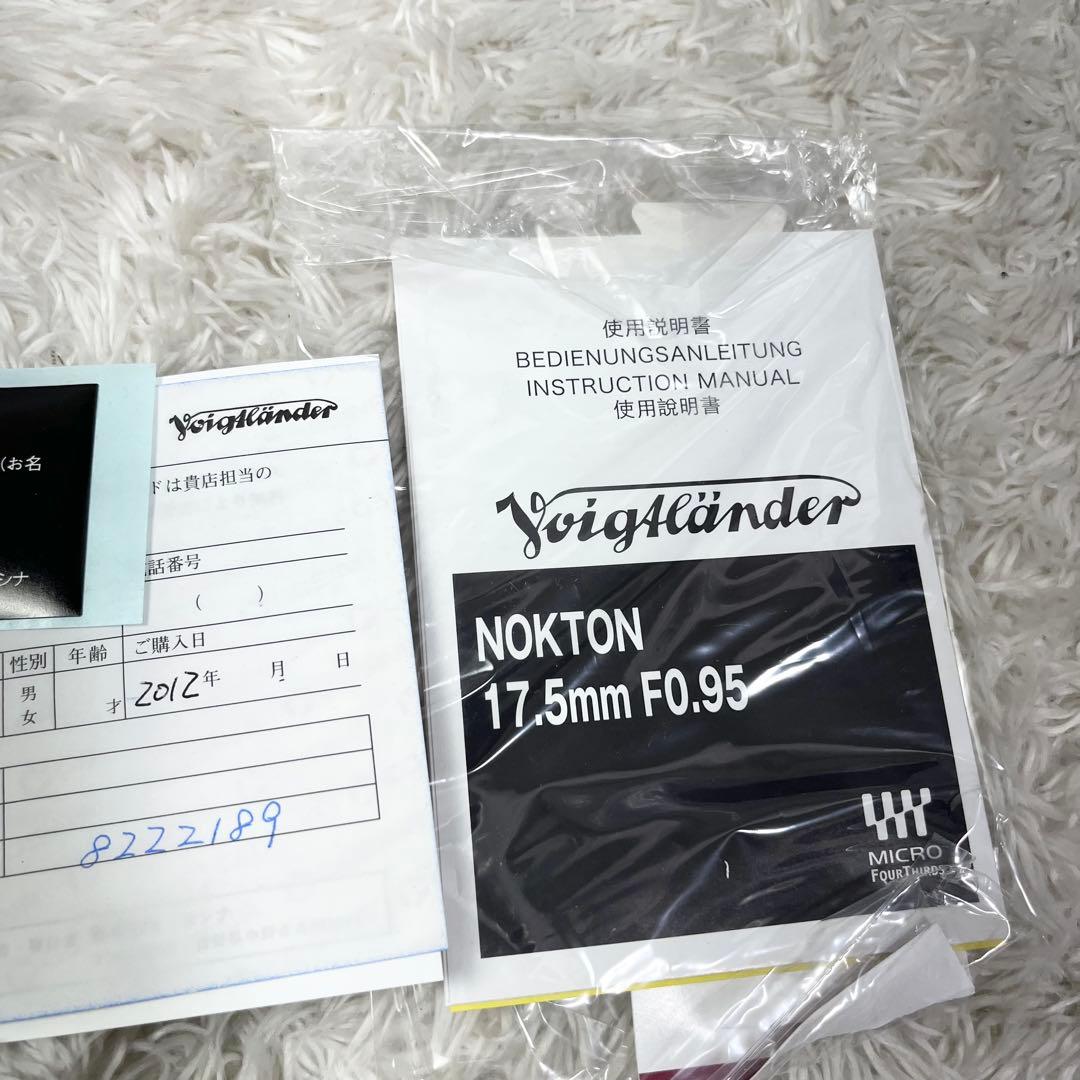 使用説明書
BEDIENUNGSANLEITUNG
INSTRUCTION MANUAL
使用說明書
Voigtländer
NOKTON
17.5mm F0.95
MICRO
FOURTHIRDS
Voigtländer
ドは貴店担当の
話番号
( )
性別 年齢 ご購入日
男 女 才 2012年 月 日
8222189
(お名
シナ